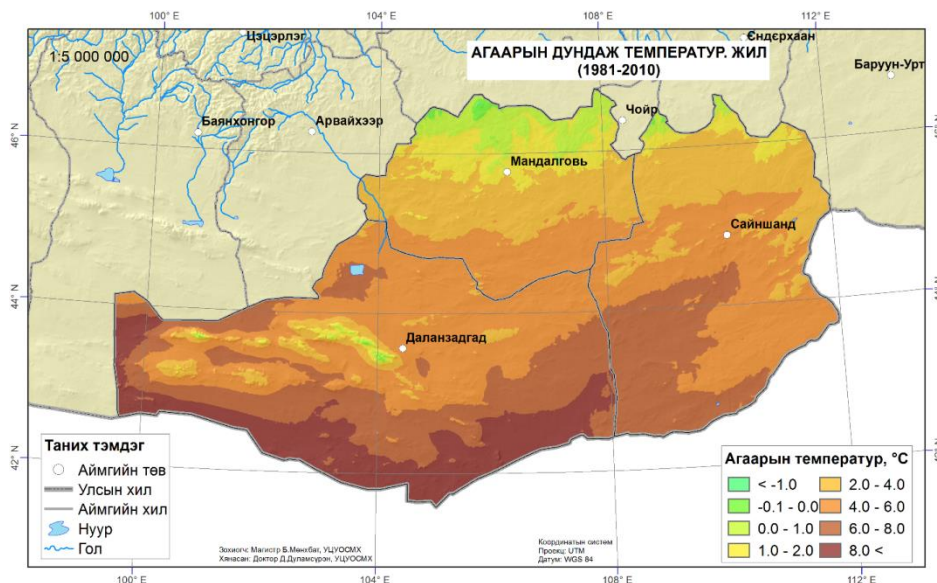 100° E
104° E
108° E
112° E
Цэцэрлэг
Єндєрхаан
1:5 000 000
АГААРЫН ДУНДАЖ ТЕМПЕРАТУР. ЖИЛ
(1981-2010)
Баруун-Урт
Баянхонгор
Арвайхээр
Чойр
46° N
Мандалговь
Сайншанд
44° N
Даланзадгад
42° N
Таних тэмдэг
Аймгийн төв
Улсын хил
Аймгийн хил
Нуур
Гол
Агаарын температур, °C
< -1.0
2.0 - 4.0
-0.1 - 0.0
4.0 - 6.0
0.0 - 1.0
6.0 - 8.0
1.0 - 2.0
8.0 <
Зохиогч: Магистр Б.Мөнхбат, УЦУОСМХ
Хянасан: Доктор Д.Дуламсүрэн, УЦУОСМХ
Координатын систем
Проекц: UTM
Датум: WGS 84
100° E
104° E
108° E
112° E